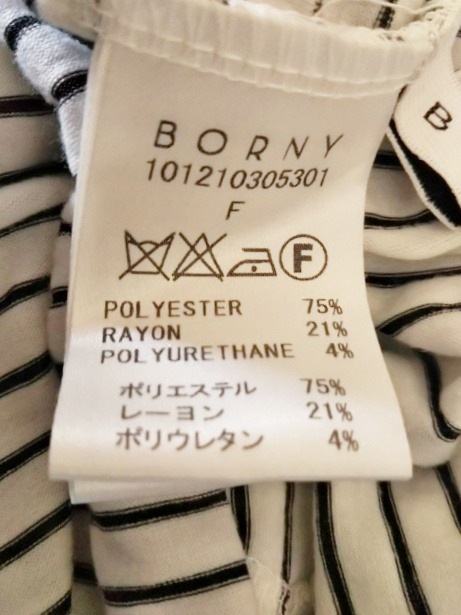 BORNY
101210305301
F
F
POLYESTER 75%
RAYON 21%
POLYURETHANE 4%
ポリエステル 75%
レーヨン 21%
ポリウレタン 4%
B